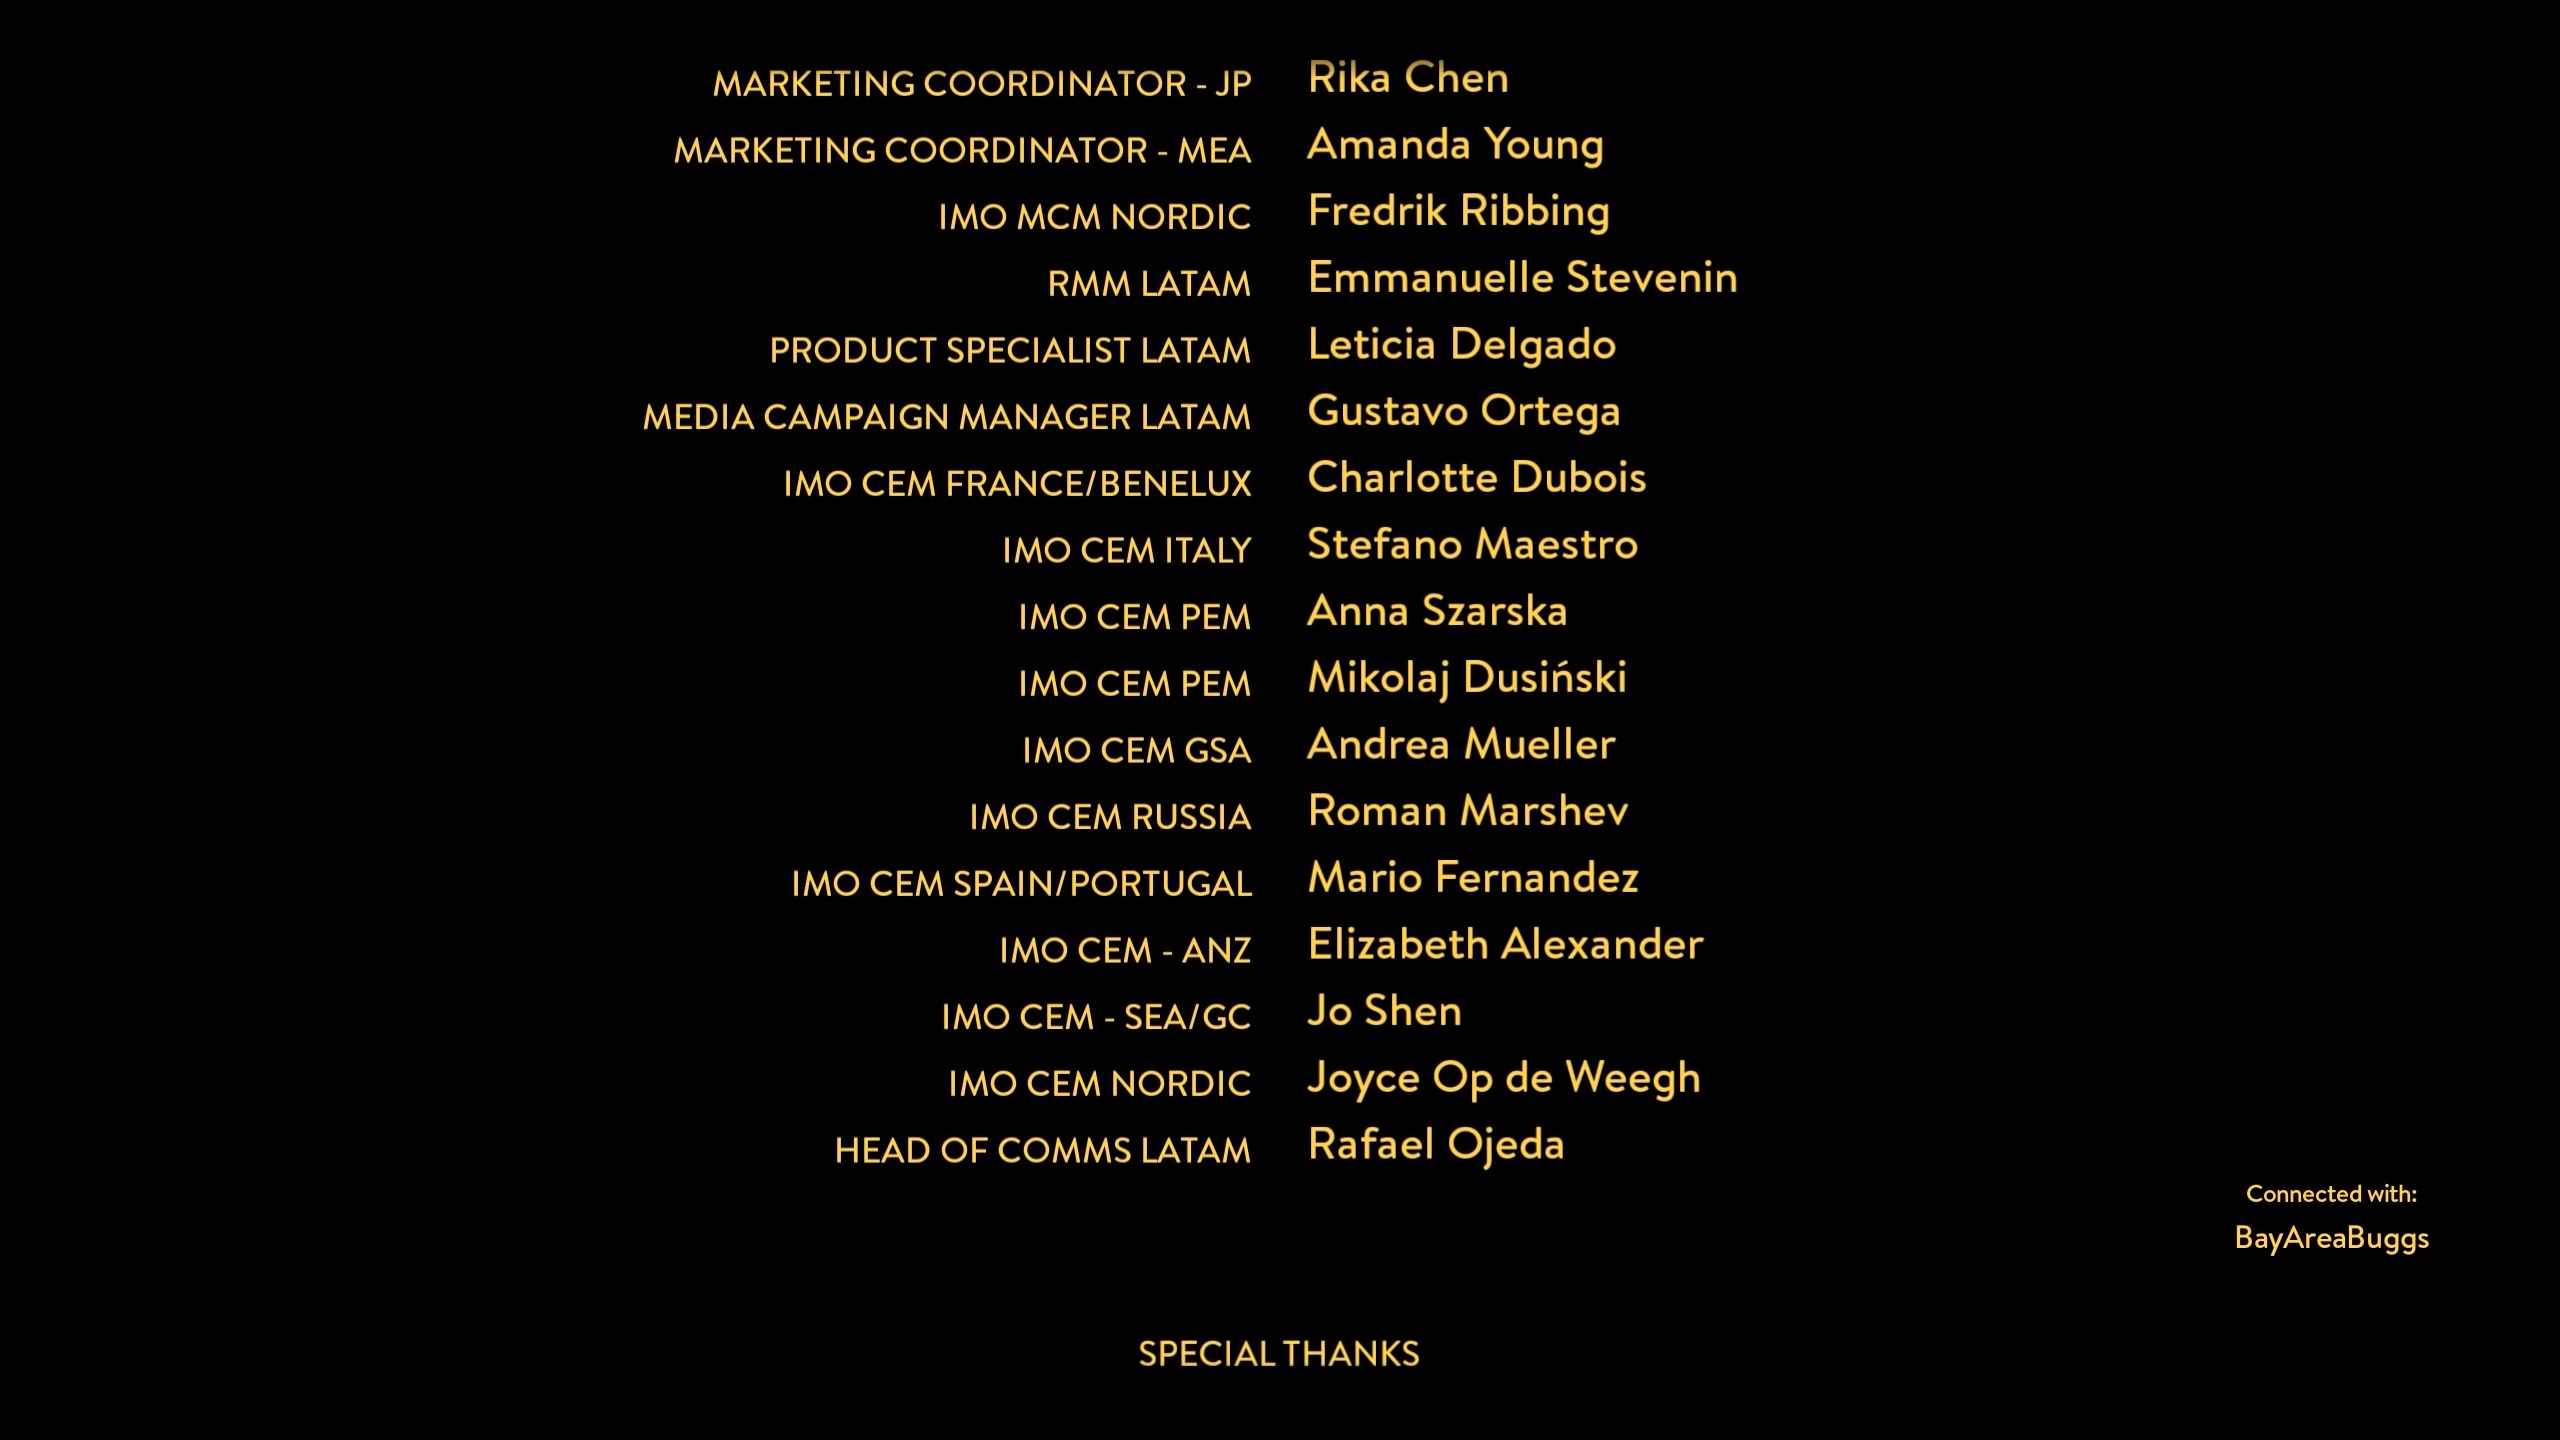 MARKETING COORDINATOR - JP Rika Chen
MARKETING COORDINATOR - MEA Amanda Young
IMO MCM NORDIC Fredrik Ribbing
RMM LATAM Emmanuelle Stevenin
PRODUCT SPECIALIST LATAM Leticia Delgado
MEDIA CAMPAIGN MANAGER LATAM Gustavo Ortega
IMO CEM FRANCE/BENELUX Charlotte Dubois
IMO CEM ITALY Stefano Maestro
IMO CEM PEM Anna Szarska
IMO CEM PEM Mikolaj Dusiński
IMO CEM GSA Andrea Mueller
IMO CEM RUSSIA Roman Marshev
IMO CEM SPAIN/PORTUGAL Mario Fernandez
IMO CEM - ANZ Elizabeth Alexander
IMO CEM - SEA/GC Jo Shen
IMO CEM NORDIC Joyce Op de Weegh
HEAD OF COMMS LATAM Rafael Ojeda
Connected with:
BayAreaBuggs
SPECIAL THANKS